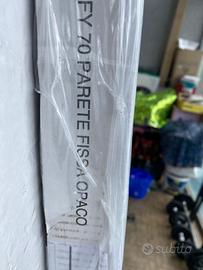 FY 70 PARETE FISSA OPACO
subito